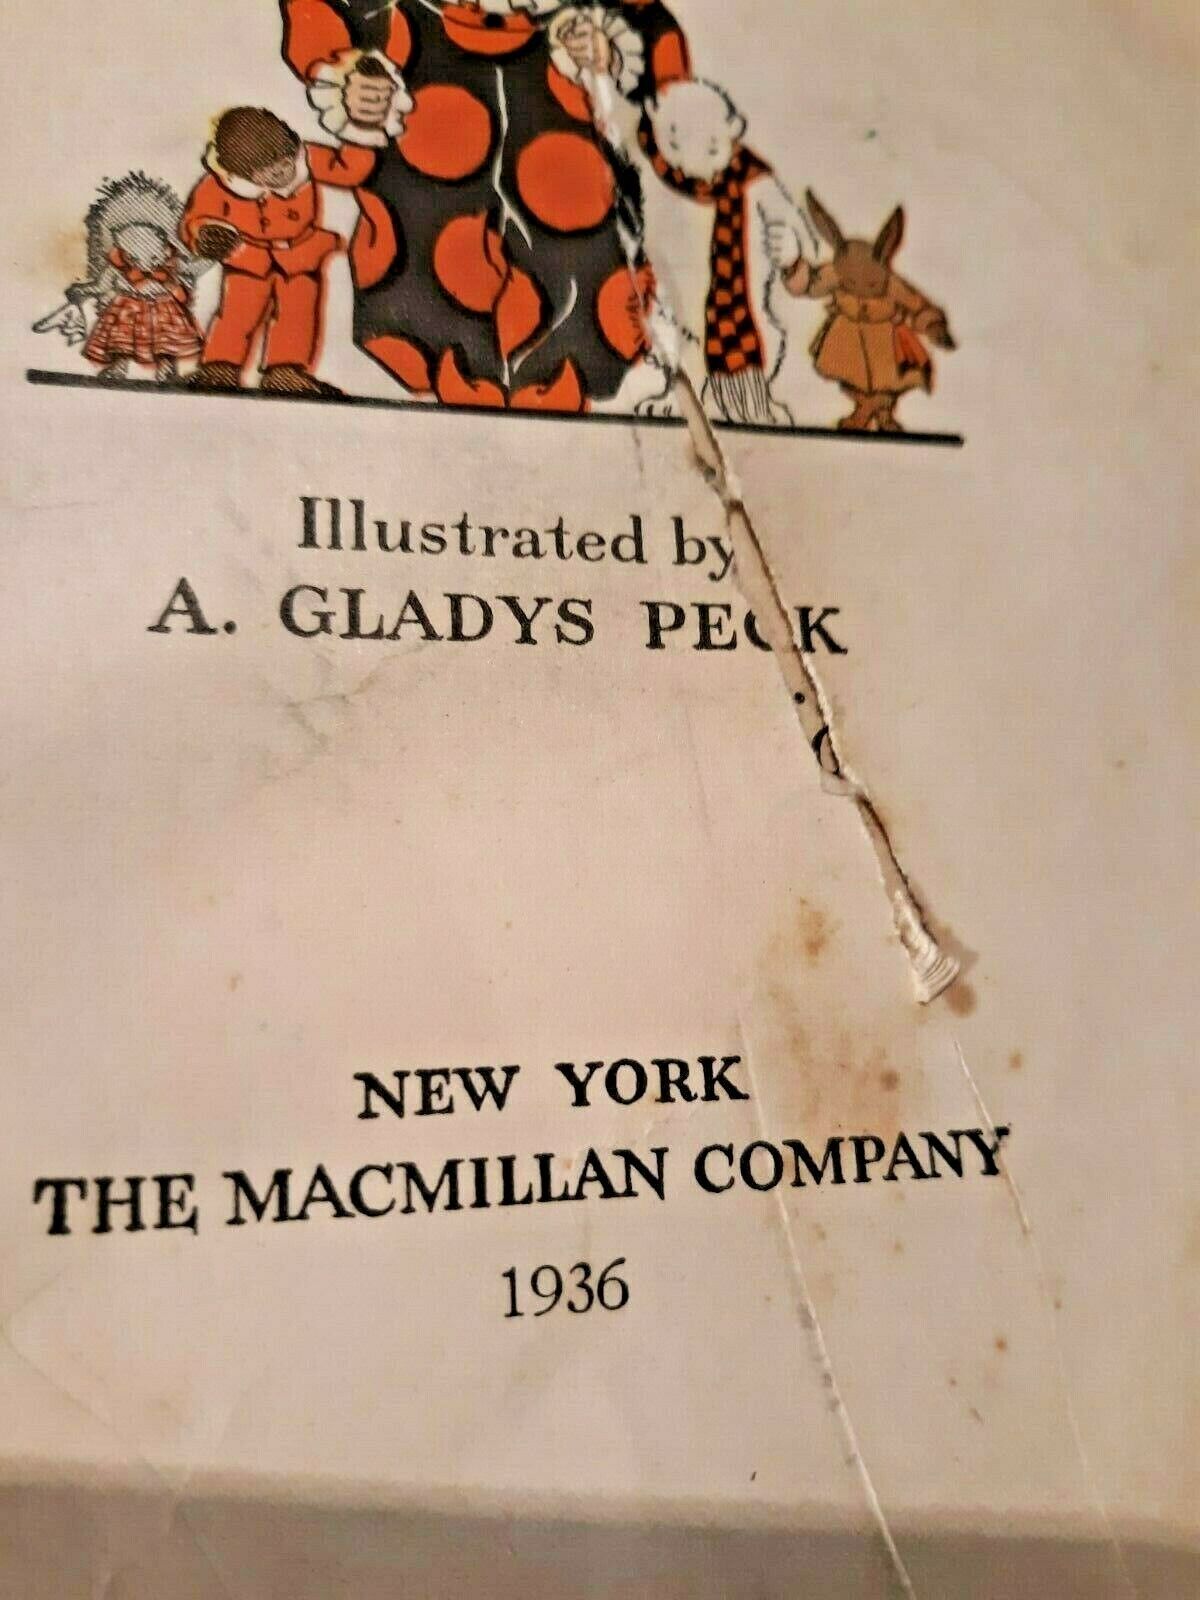 Illustrated by
A. GLADYS PECK
NEW YORK
THE MACMILLAN COMPANY
1936